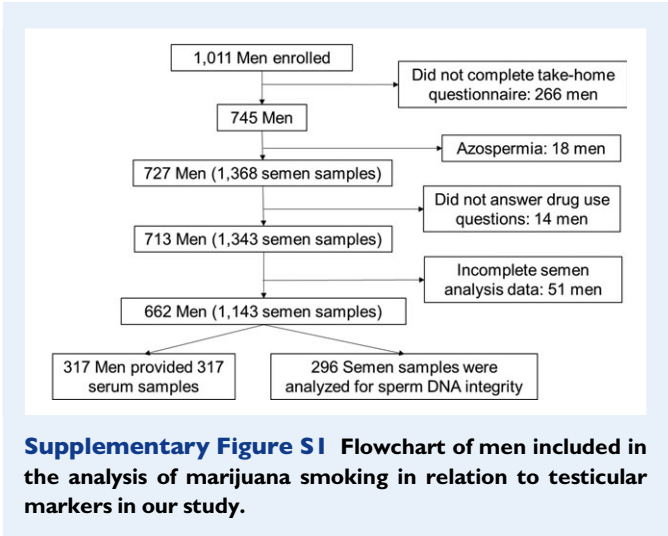 1,011 Men enrolled
Did not complete take-home
questionnaire: 266 men
745 Men
Azospermia: 18 men
727 Men (1,368 semen samples)
Did not answer drug use
questions: 14 men
713 Men (1,343 semen samples)
Incomplete semen
analysis data: 51 men
662 Men (1,143 semen samples)
317 Men provided 317
serum samples
296 Semen samples were
analyzed for sperm DNA integrity
Supplementary Figure S1 Flowchart of men included in
the analysis of marijuana smoking in relation to testicular
markers in our study.